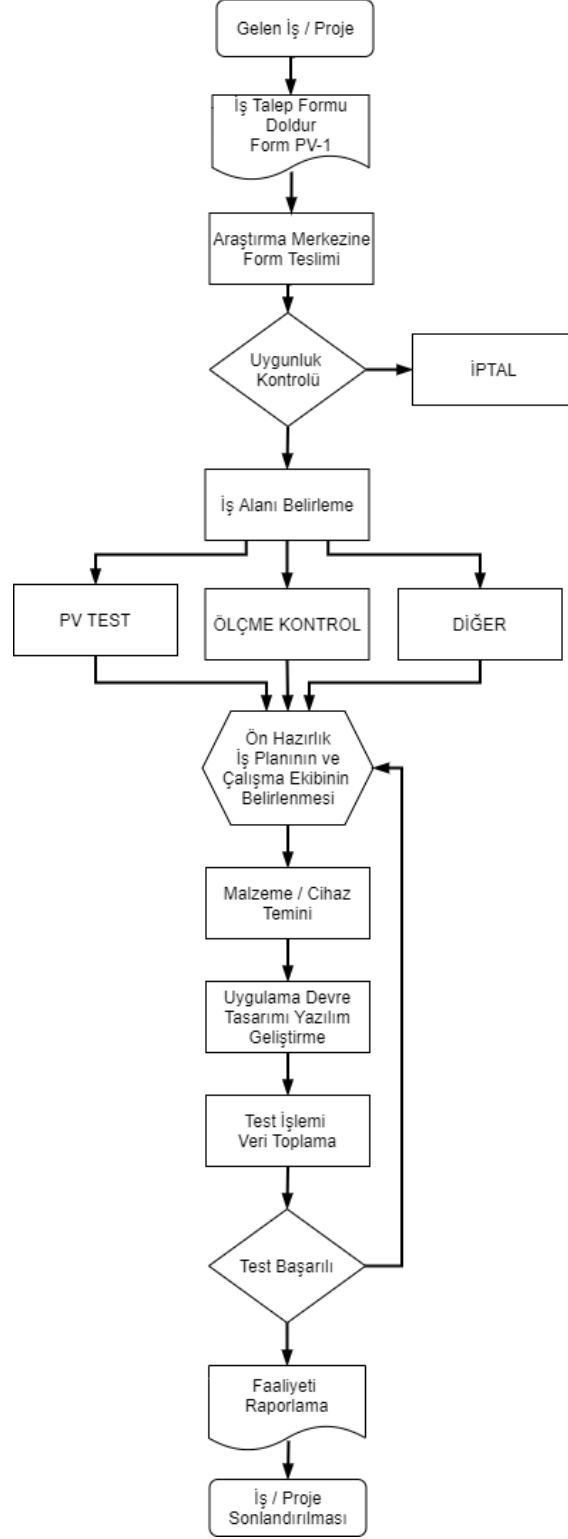 Gelen İş / Proje
İş Talep Formu
Doldur
Form PV-1
Araştırma Merkezine
Form Teslimi
Uygunluk
Kontrolü
İPTAL
İş Alanı Belirleme
PV TEST
ÖLÇME KONTROL
DİĞER
Ön Hazırlık
İş Planının ve
Çalışma Ekibinin
Belirlenmesi
Malzeme / Cihaz
Temini
Uygulama Devre
Tasarımı Yazılım
Geliştirme
Test İşlemi
Veri Toplama
Test Başarılı
Faaliyeti
Raporlama
İş / Proje
Sonlandırılması